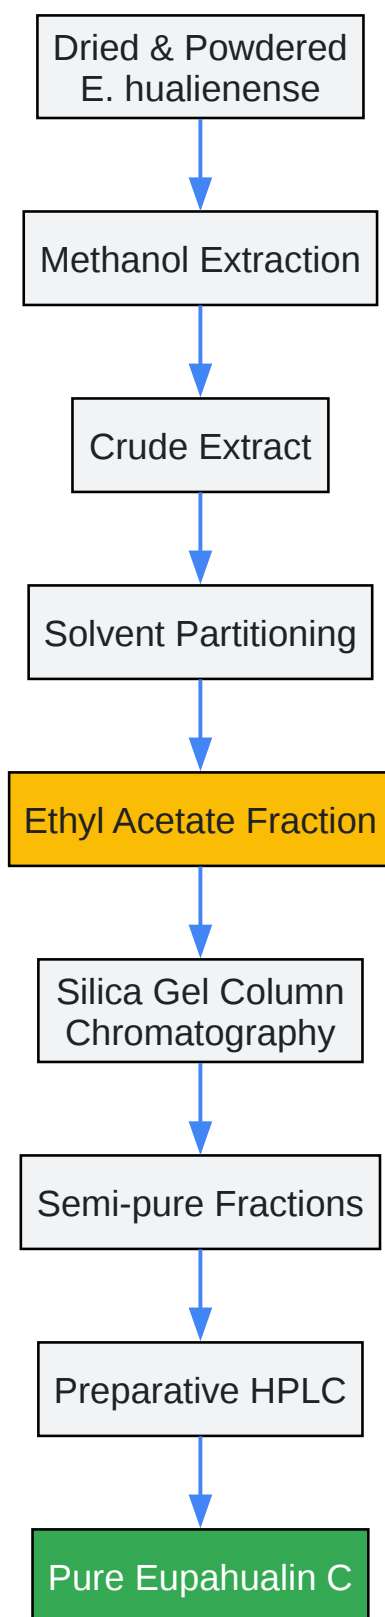 Dried & Powdered
E. hualienense
Methanol Extraction
Crude Extract
Solvent Partitioning
Ethyl Acetate Fraction
Silica Gel Column
Chromatography
Semi-pure Fractions
Preparative HPLC
Pure Eupahualin C